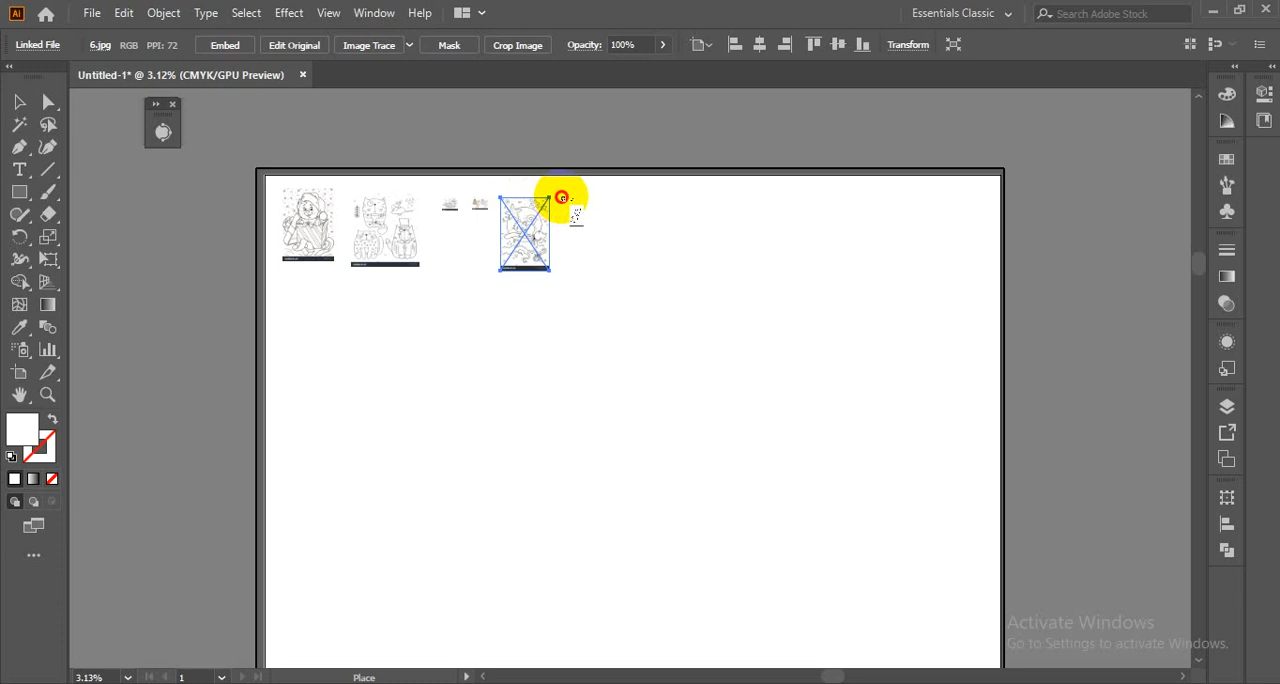 Ai File Edit Object Type Select Effect View Window Help Essentials Classic Search Adobe Stock
Linked File 6.jpg RGB PPI: 72 Embed Edit Original Image Trace Mask Crop Image Opacity: 100% Transform
Untitled-1* @ 3.12% (CMYK/GPU Preview)
Activate Windows
Go to Settings to activate Windows.
3.13% 1 Place